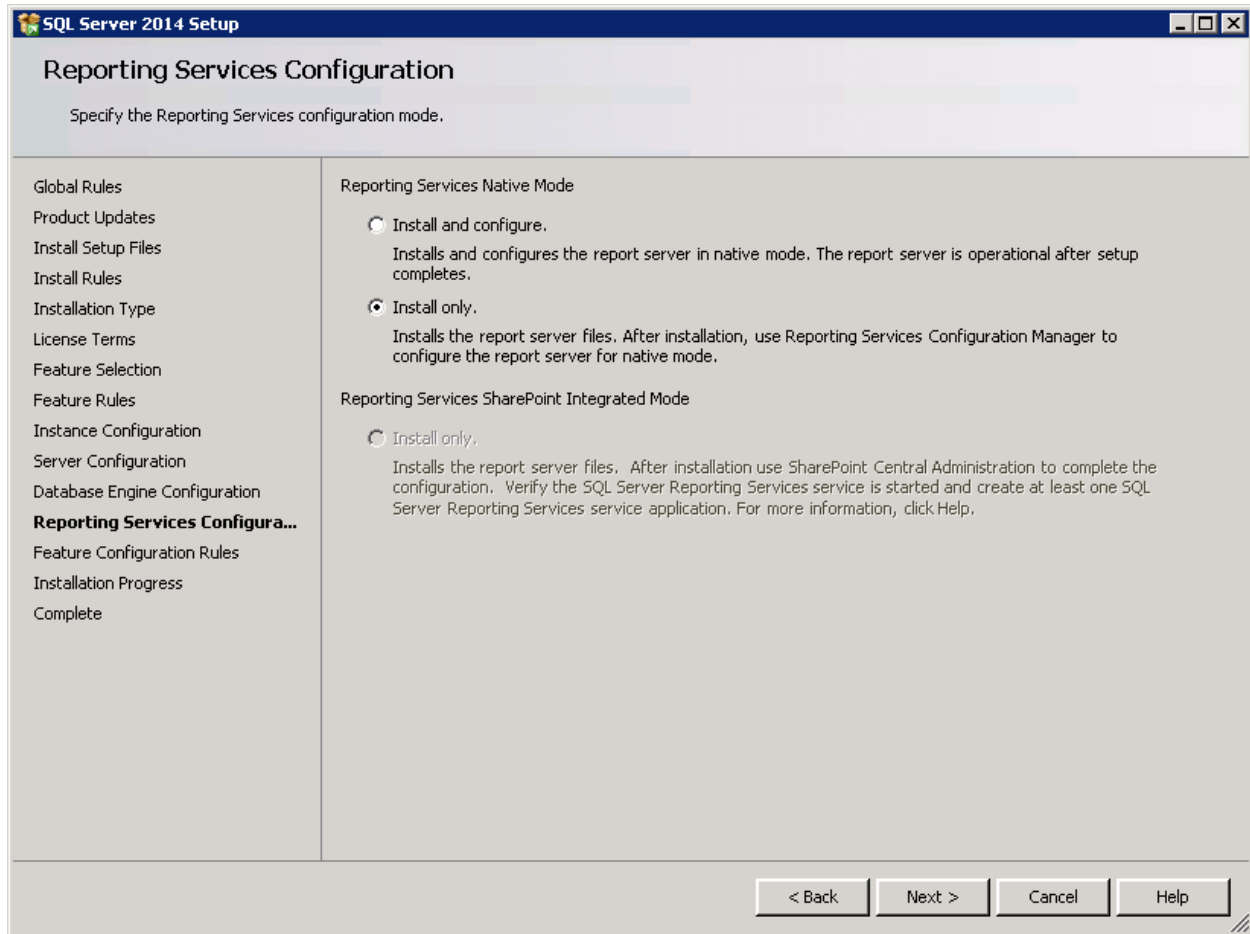 SQL Server 2014 Setup
Reporting Services Configuration
Specify the Reporting Services configuration mode.
Global Rules
Product Updates
Install Setup Files
Install Rules
Installation Type
License Terms
Feature Selection
Feature Rules
Instance Configuration
Server Configuration
Database Engine Configuration
Reporting Services Configura...
Feature Configuration Rules
Installation Progress
Complete
Reporting Services Native Mode
Install and configure.
Installs and configures the report server in native mode. The report server is operational after setup
completes.
Install only.
Installs the report server files. After installation, use Reporting Services Configuration Manager to
configure the report server for native mode.
Reporting Services SharePoint Integrated Mode
Install only.
Installs the report server files.  After installation use SharePoint Central Administration to complete the
configuration.  Verify the SQL Server Reporting Services service is started and create at least one SQL
Server Reporting Services service application. For more information, click Help.
< Back
Next >
Cancel
Help